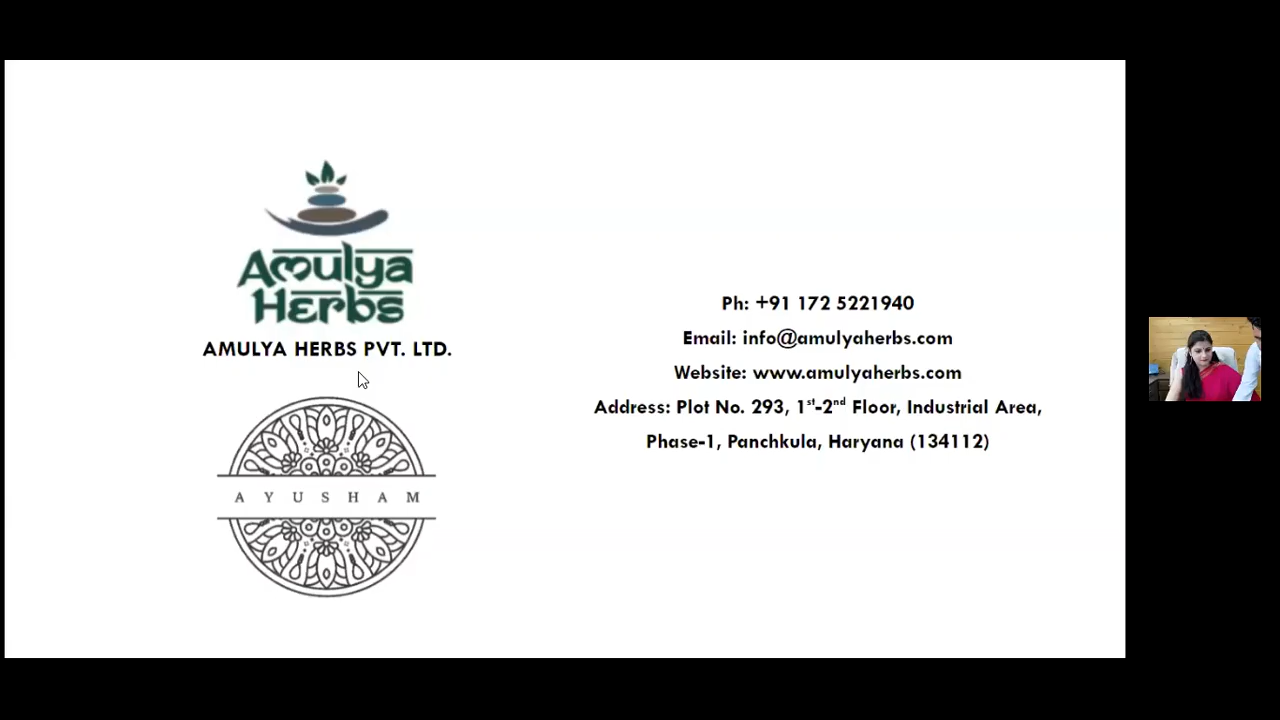 Amulya
Herbs
AMULYA HERBS PVT. LTD.
AYUSHAM
Ph: +91 172 5221940
Email: info@amulyaherbs.com
Website: www.amulyaherbs.com
Address: Plot No. 293, 1st-2nd Floor, Industrial Area,
Phase-1, Panchkula, Haryana (134112)